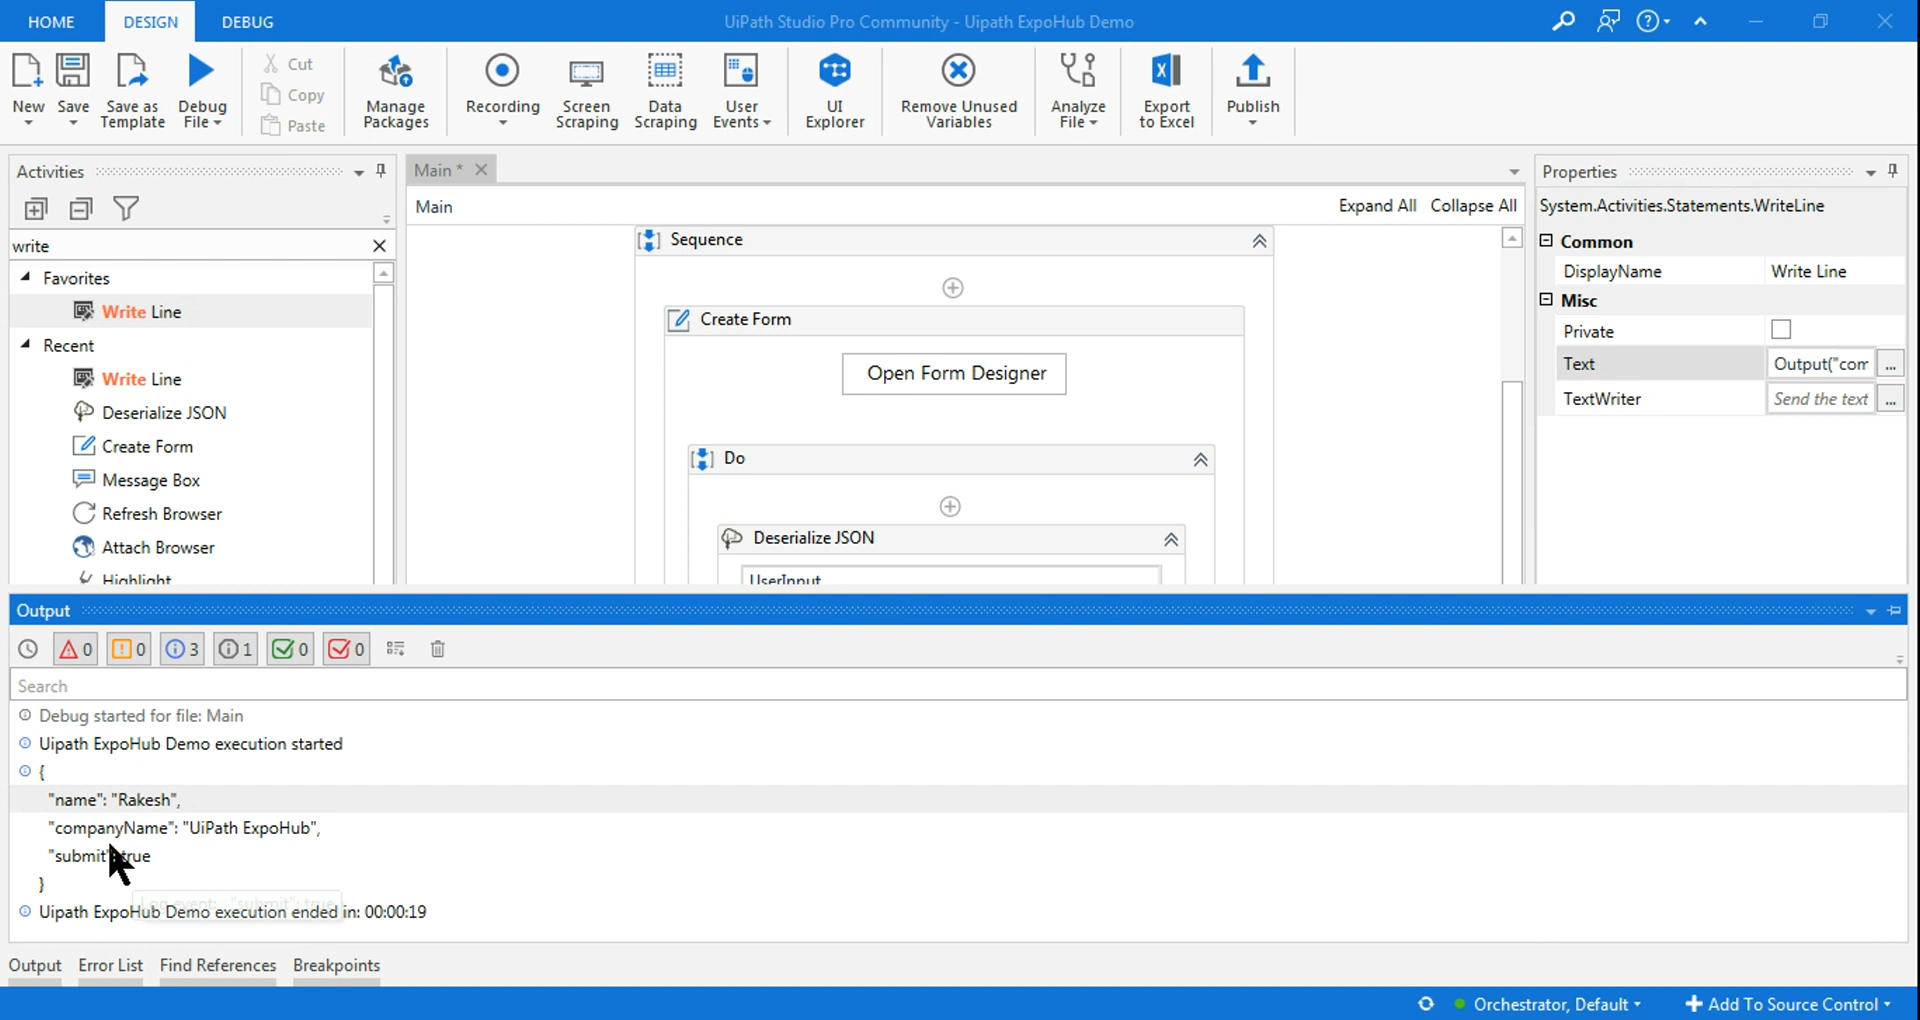 HOME DESIGN DEBUG UiPath Studio Pro Community - Uipath ExpoHub Demo
New Save Save as Template Debug File Cut Copy Paste Manage Packages Recording Screen Scraping Data Scraping User Events UI Explorer Remove Unused Variables Analyze File Export to Excel Publish
Activities
write
Favorites
Write Line
Recent
Write Line
Deserialize JSON
Create Form
Message Box
Refresh Browser
Attach Browser
Highlight
Main *
Main Expand All Collapse All
Sequence
Create Form
Open Form Designer
Do
Deserialize JSON
UserInput
Properties
System.Activities.Statements.WriteLine
Common
DisplayName Write Line
Misc
Private
Text Output("com ...
TextWriter Send the text ...
Output
0 0 3 1 0 0
Search
Debug started for file: Main
Uipath ExpoHub Demo execution started
{
"name": "Rakesh",
"companyName": "UiPath ExpoHub",
"submit": true
}
Log event: "submit": true
Uipath ExpoHub Demo execution ended in: 00:00:19
Output Error List Find References Breakpoints
Orchestrator, Default Add To Source Control